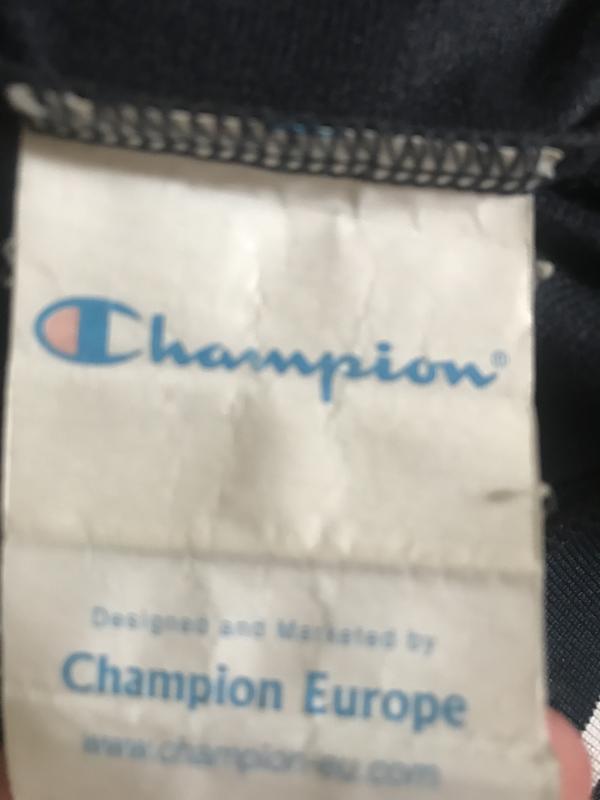 Champion®
Designed and Marketed by
Champion Europe
www.champion-eu.com